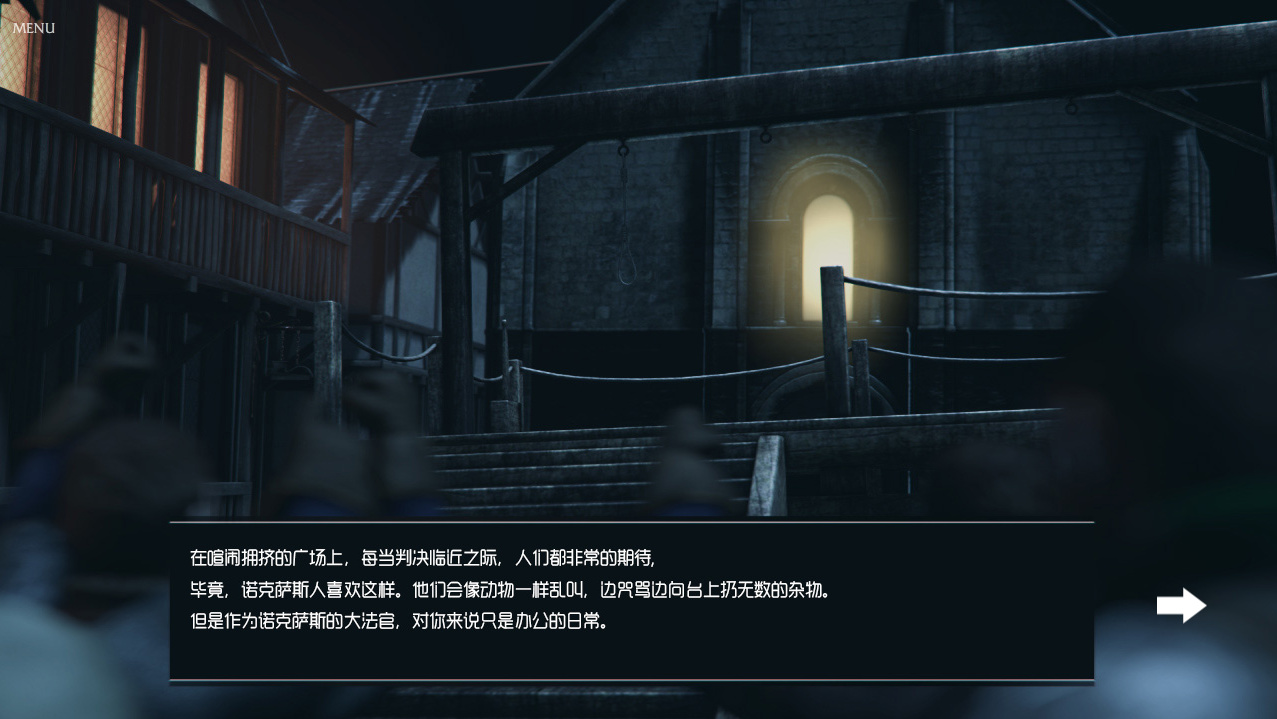 MENU
在喧闹拥挤的广场上, 每当判决临近之际, 人们都非常的期待,
毕竟, 诺克萨斯人喜欢这样。他们会像动物一样乱叫, 边咒骂边向台上扔无数的杂物。
但是作为诺克萨斯的大法官, 对你来说只是办公的日常。